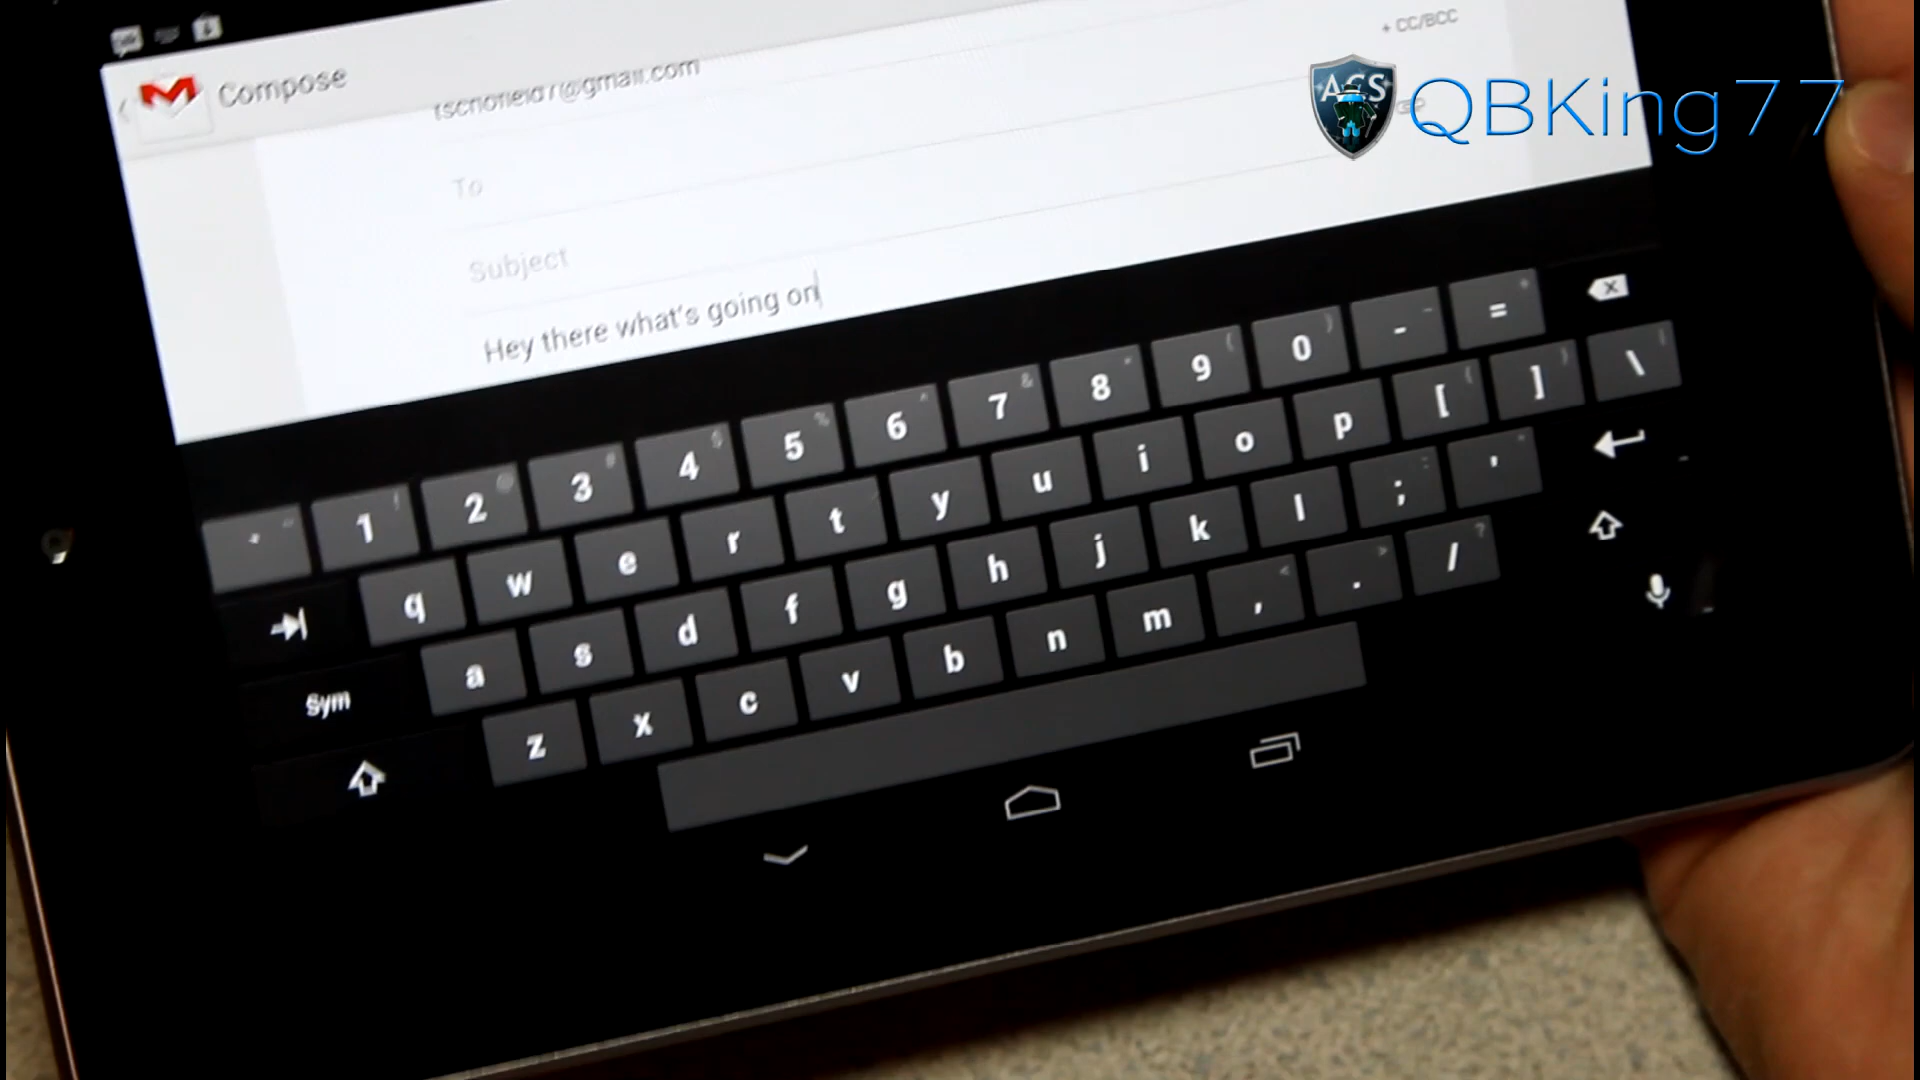 + CC/BCC
Compose
ACS
QBKing77
To
Subject
Hey there what's going on
1 2 3 4 5 6 7 8 9 0 - =
q w e r t y u i o p [ ] \
Sym a s d f g h j k l ; '
z x c v b n m , . /